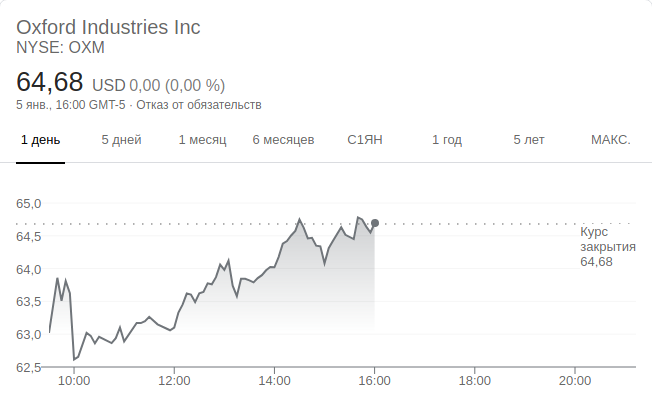 Oxford Industries Inc
NYSE: OXM
64,68 USD 0,00 (0,00 %)
5 янв., 16:00 GMT-5 · Отказ от обязательств
1 день 5 дней 1 месяц 6 месяцев С1ЯН 1 год 5 лет МАКС.
65,0
64,5
64,0
63,5
63,0
62,5
Курс
закрытия
64,68
10:00 12:00 14:00 16:00 18:00 20:00